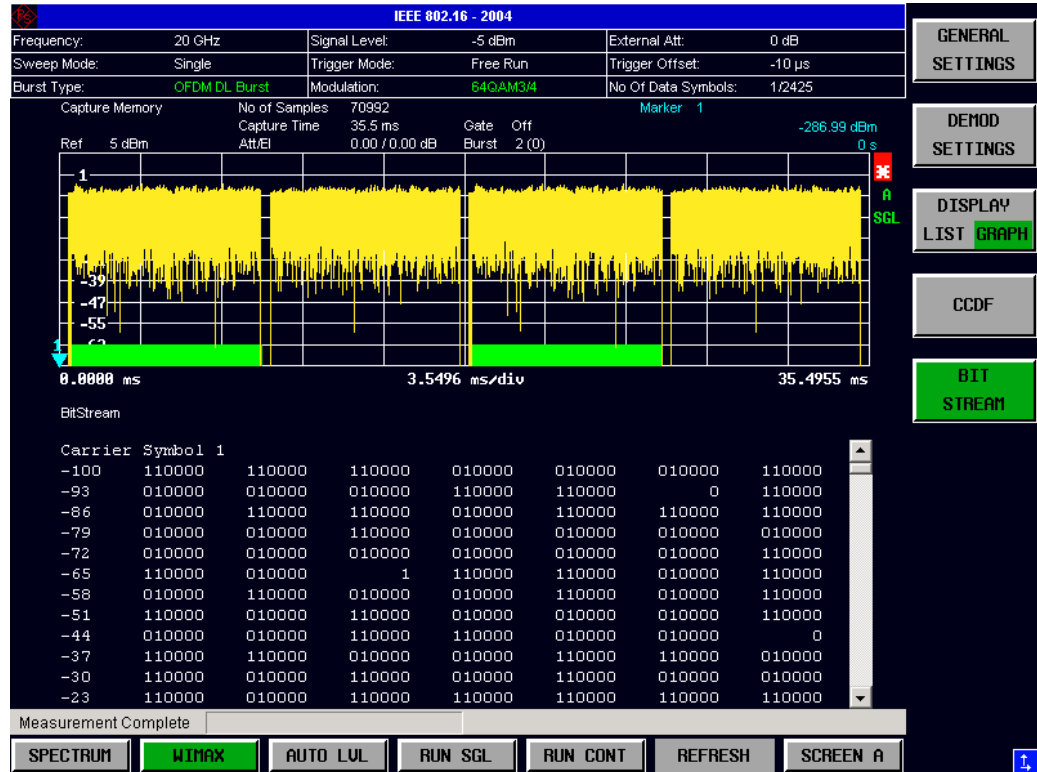 IEEE 802.16 - 2004
Frequency: 20 GHz Signal Level: -5 dBm External Att: 0 dB
Sweep Mode: Single Trigger Mode: Free Run Trigger Offset: -10 µs
Burst Type: OFDM DL Burst Modulation: 64QAM3/4 No Of Data Symbols: 1/2425
Capture Memory No of Samples 70992 Marker 1
Capture Time 35.5 ms Gate Off -286.99 dBm
Ref 5 dBm Att/El 0.00 / 0.00 dB Burst 2 (0) 0 s
1
A
SGL
-39
-47
-55
1
0.0000 ms 3.5496 ms/div 35.4955 ms
BitStream
Carrier Symbol 1
-100 110000 110000 110000 010000 010000 010000 110000
-93 010000 010000 010000 110000 110000 0 110000
-86 010000 110000 110000 010000 110000 110000 110000
-79 010000 010000 110000 010000 010000 010000 010000
-72 010000 010000 010000 010000 010000 010000 010000
-65 110000 010000 1 110000 110000 010000 110000
-58 010000 110000 010000 010000 110000 010000 110000
-51 110000 110000 110000 010000 010000 010000 110000
-44 010000 010000 110000 110000 010000 010000 0
-37 110000 110000 010000 010000 110000 110000 010000
-30 010000 010000 110000 010000 110000 010000 010000
-23 110000 010000 110000 110000 110000 110000 110000
Measurement Complete
SPECTRUM WIMAX AUTO LVL RUN SGL RUN CONT REFRESH SCREEN A
GENERAL
SETTINGS
DEMOD
SETTINGS
DISPLAY
LIST GRAPH
CCDF
BIT
STREAM